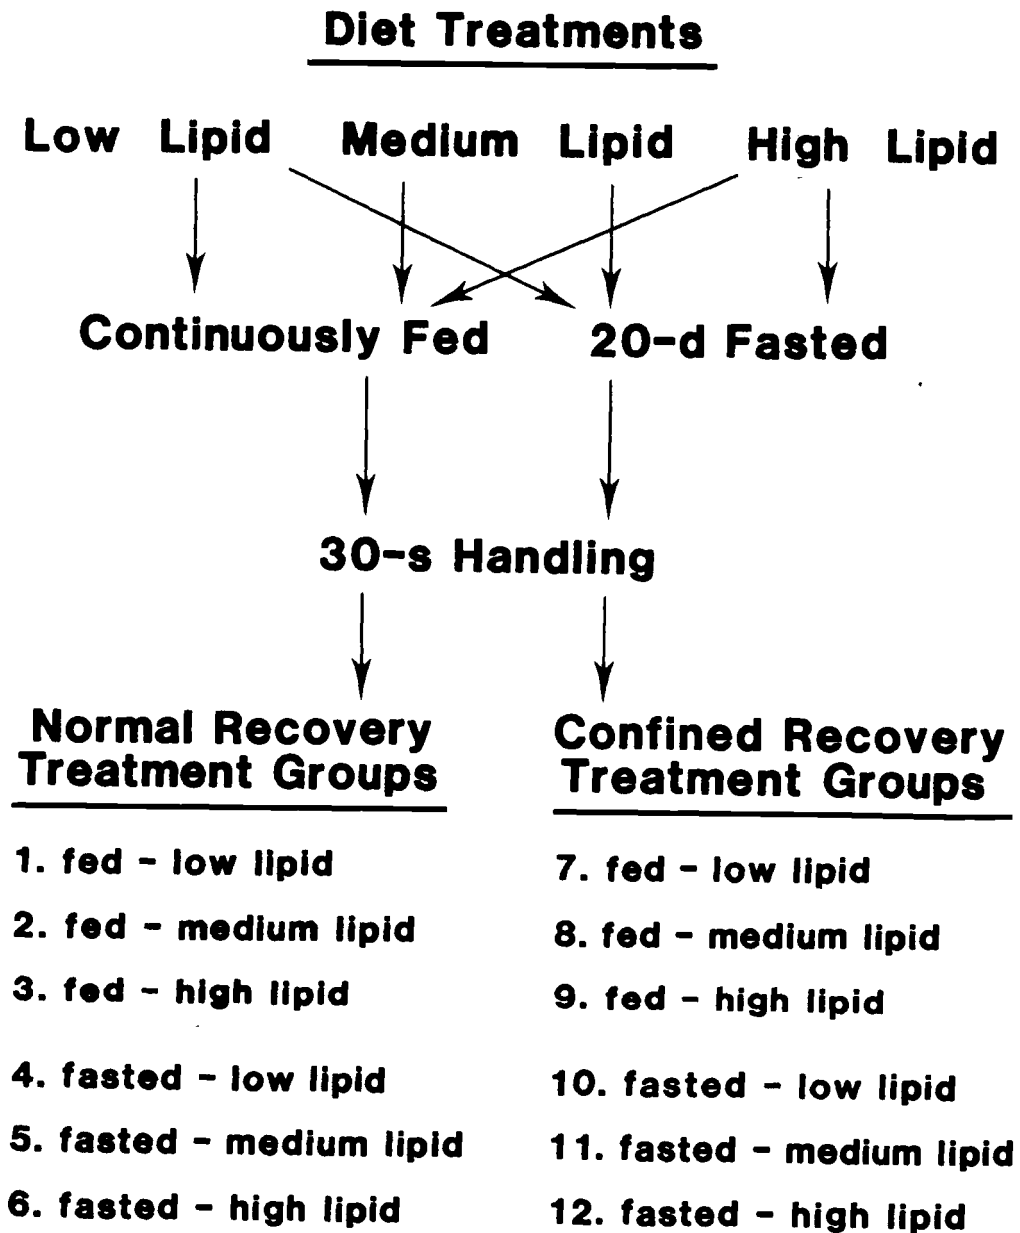 Diet Treatments
Low Lipid Medium Lipid High Lipid
Continuously Fed 20-d Fasted
30-s Handling
Normal Recovery
Treatment Groups
1. fed - low lipid
2. fed - medium lipid
3. fed - high lipid
4. fasted - low lipid
5. fasted - medium lipid
6. fasted - high lipid
Confined Recovery
Treatment Groups
7. fed - low lipid
8. fed - medium lipid
9. fed - high lipid
10. fasted - low lipid
11. fasted - medium lipid
12. fasted - high lipid